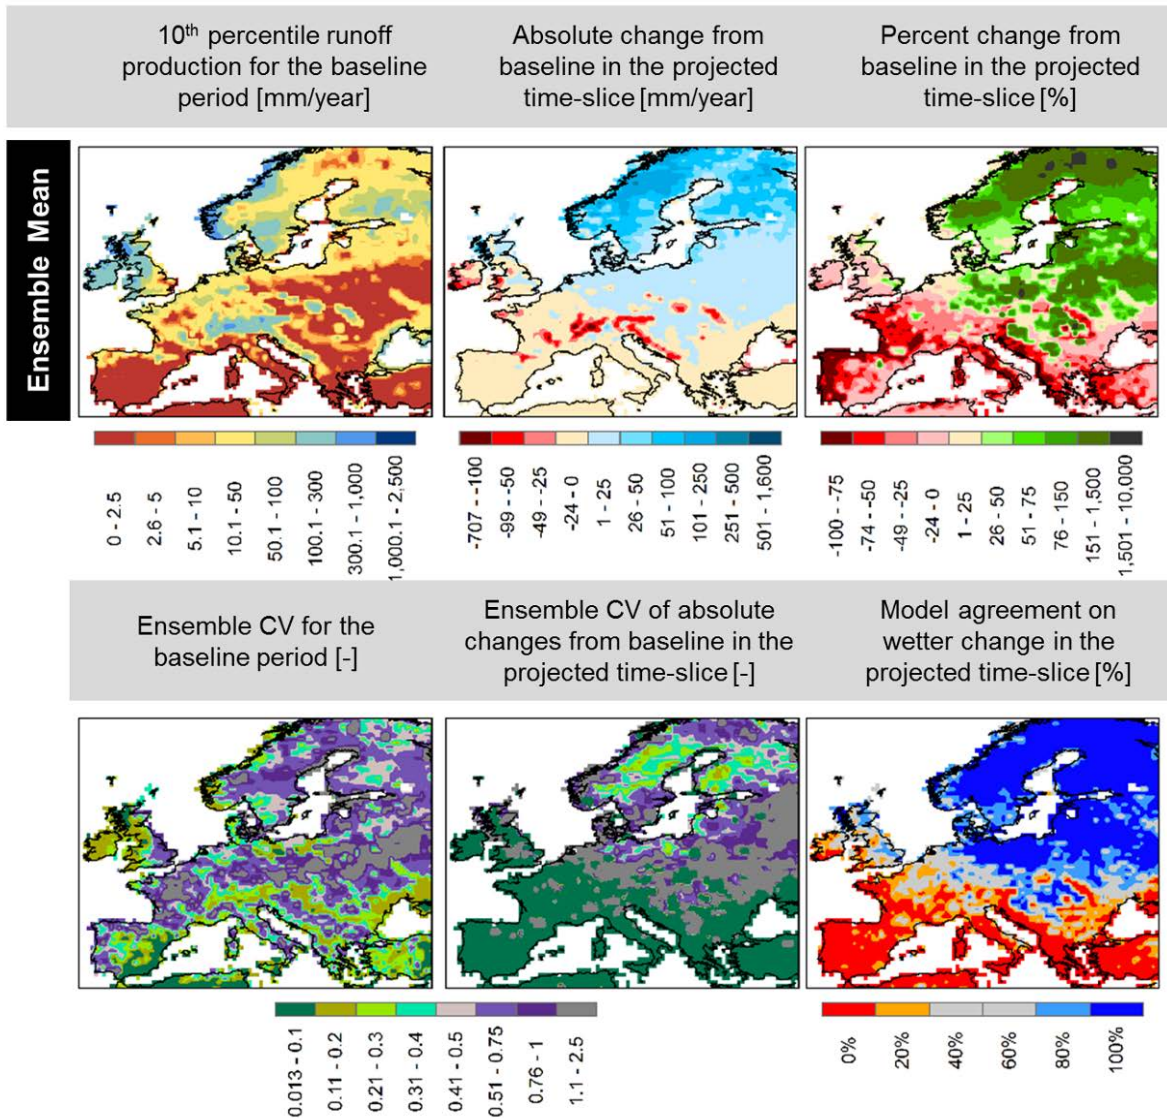 10th percentile runoff
production for the baseline
period [mm/year]
Absolute change from
baseline in the projected
time-slice [mm/year]
Percent change from
baseline in the projected
time-slice [%]
Ensemble Mean
0 - 2.5
2.6 - 5
5.1 - 10
10.1 - 50
50.1 - 100
100.1 - 300
300.1 - 1,000
1,000.1 - 2,500
-707 - -100
-99 - -50
-49 - -25
-24 - 0
1 - 25
26 - 50
51 - 100
101 - 250
251 - 500
501 - 1,600
-100 - -75
-74 - -50
-49 - -25
-24 - 0
1 - 25
26 - 50
51 - 75
76 - 150
151 - 1,500
1,501 - 10,000
Ensemble CV for the
baseline period [-]
Ensemble CV of absolute
changes from baseline in the
projected time-slice [-]
Model agreement on
wetter change in the
projected time-slice [%]
0.013 - 0.1
0.11 - 0.2
0.21 - 0.3
0.31 - 0.4
0.41 - 0.5
0.51 - 0.75
0.76 - 1
1.1 - 2.5
0%
20%
40%
60%
80%
100%